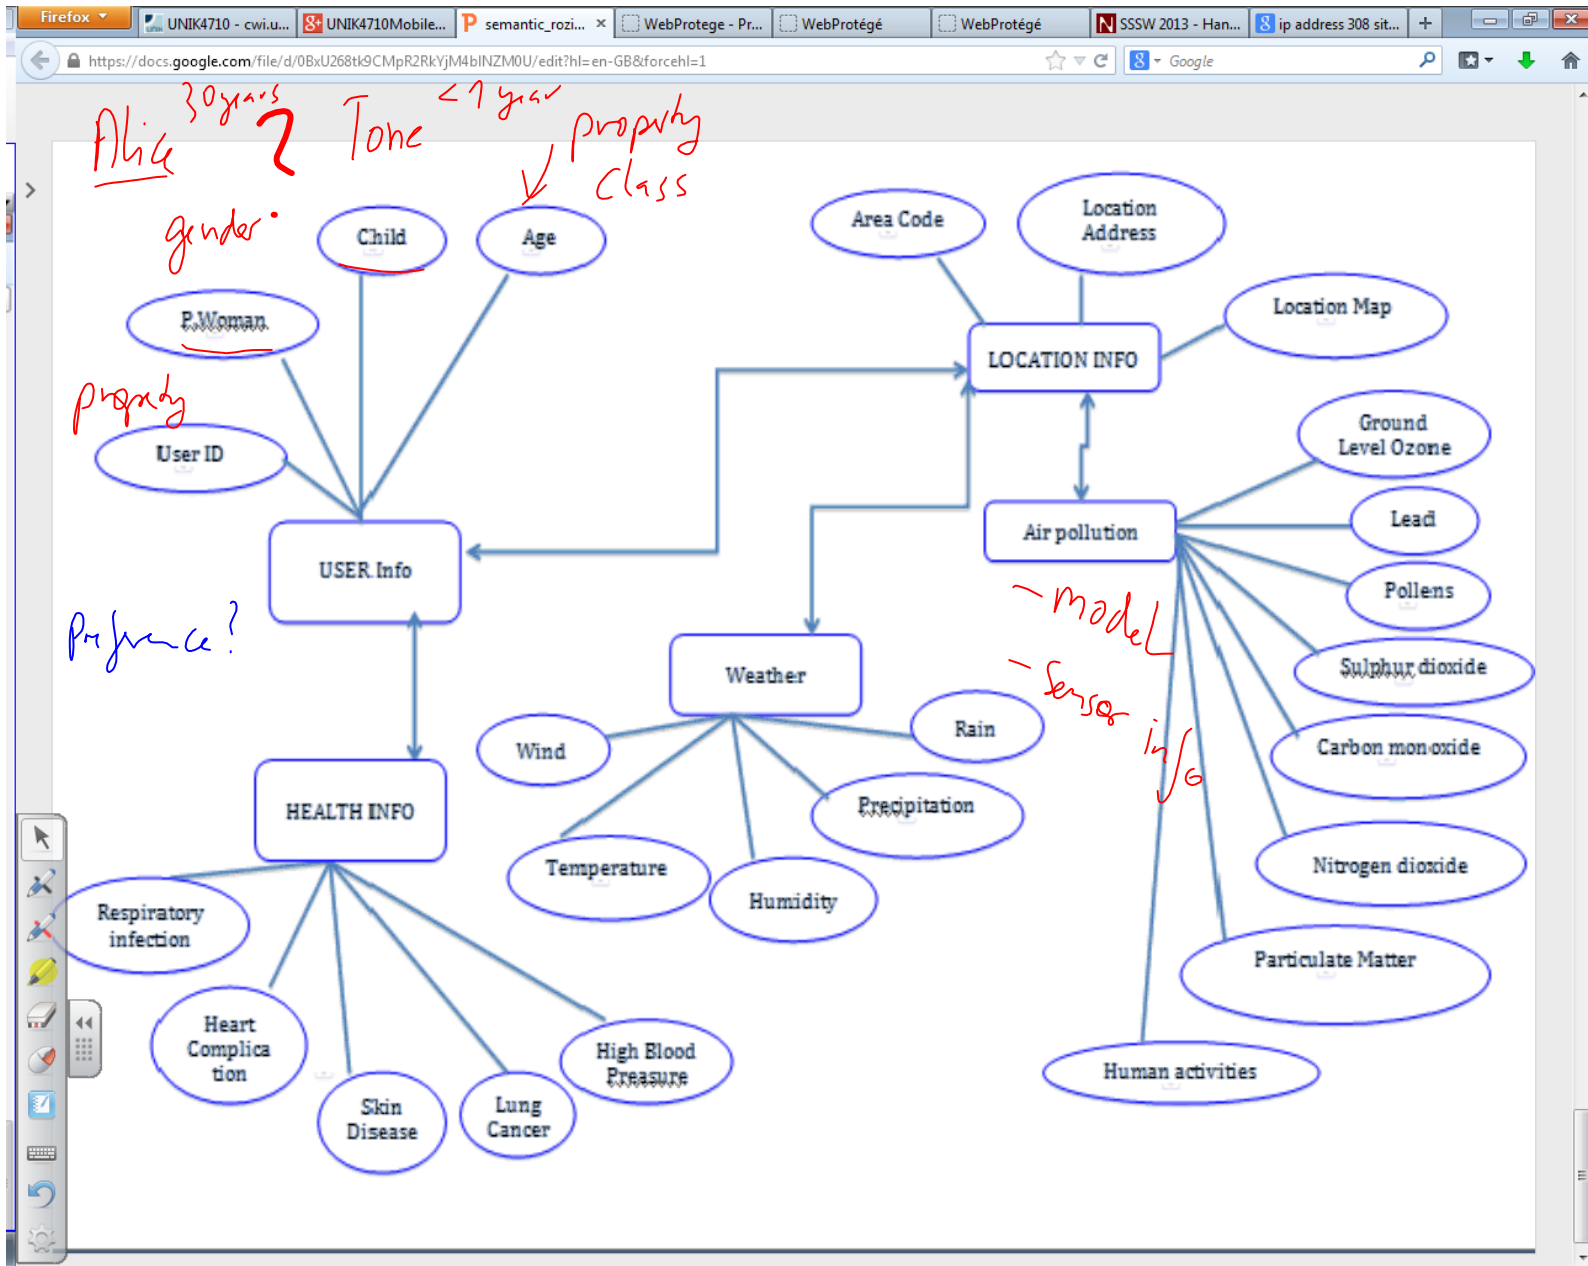 Firefox
UNIK4710 - cwi.u...
UNIK4710Mobile...
semantic_rozi...
WebProtege - Pr...
WebProtégé
WebProtégé
SSSW 2013 - Han...
ip address 308 sit...
https://docs.google.com/file/d/0BxU268tk9CMpR2RkYjM4blNZM0U/edit?hl=en-GB&forcehl=1
Google
Alice
30years
?
Tone
<1 year
property
class
gender
Child
Age
P.Woman
property
User ID
USER.Info
Preference?
HEALTH INFO
Respiratory
infection
Heart
Complica
tion
Skin
Disease
Lung
Cancer
High Blood
Preasure
Area Code
Location
Address
Location Map
LOCATION INFO
Weather
Wind
Temperature
Humidity
Precipitation
Rain
Air pollution
- model
- Sensor info
Ground
Level Ozone
Lead
Pollens
Sulphur dioxide
Carbon monoxide
Nitrogen dioxide
Particulate Matter
Human activities